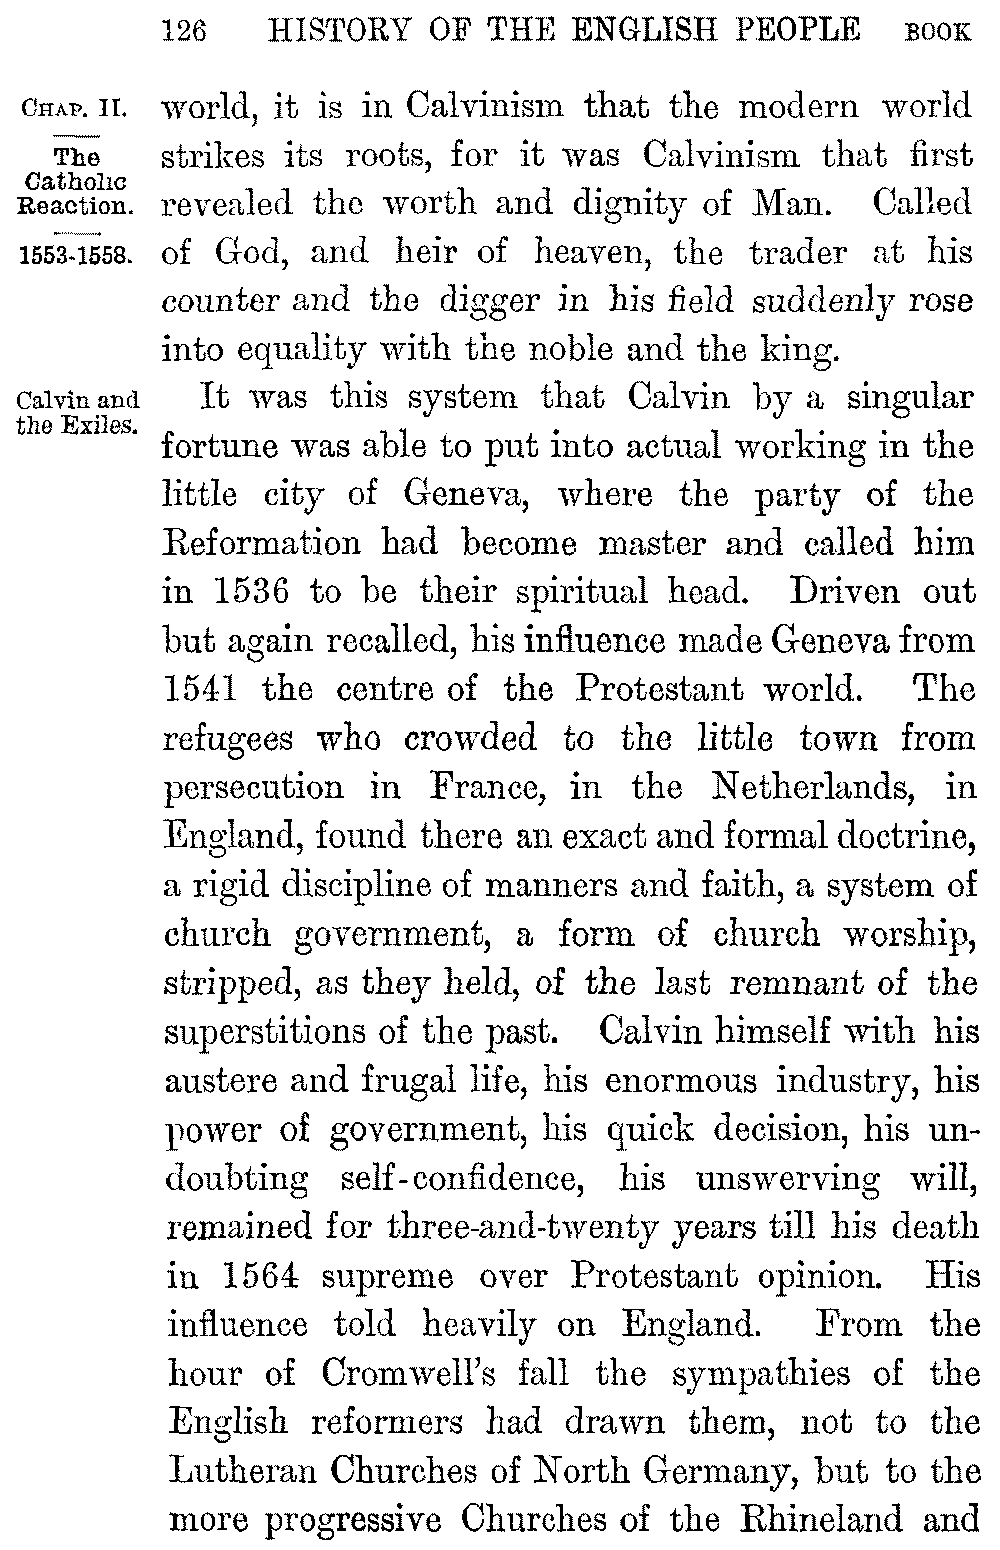 126 HISTORY OF THE ENGLISH PEOPLE BOOK
CHAP. II.
The
Catholic
Reaction.
1553-1558.
world, it is in Calvinism that the modern world
strikes its roots, for it was Calvinism that first
revealed the worth and dignity of Man. Called
of God, and heir of heaven, the trader at his
counter and the digger in his field suddenly rose
into equality with the noble and the king.
Calvin and
the Exiles.
It was this system that Calvin by a singular
fortune was able to put into actual working in the
little city of Geneva, where the party of the
Reformation had become master and called him
in 1536 to be their spiritual head. Driven out
but again recalled, his influence made Geneva from
1541 the centre of the Protestant world. The
refugees who crowded to the little town from
persecution in France, in the Netherlands, in
England, found there an exact and formal doctrine,
a rigid discipline of manners and faith, a system of
church government, a form of church worship,
stripped, as they held, of the last remnant of the
superstitions of the past. Calvin himself with his
austere and frugal life, his enormous industry, his
power of government, his quick decision, his un-
doubting self-confidence, his unswerving will,
remained for three-and-twenty years till his death
in 1564 supreme over Protestant opinion. His
influence told heavily on England. From the
hour of Cromwell's fall the sympathies of the
English reformers had drawn them, not to the
Lutheran Churches of North Germany, but to the
more progressive Churches of the Rhineland and